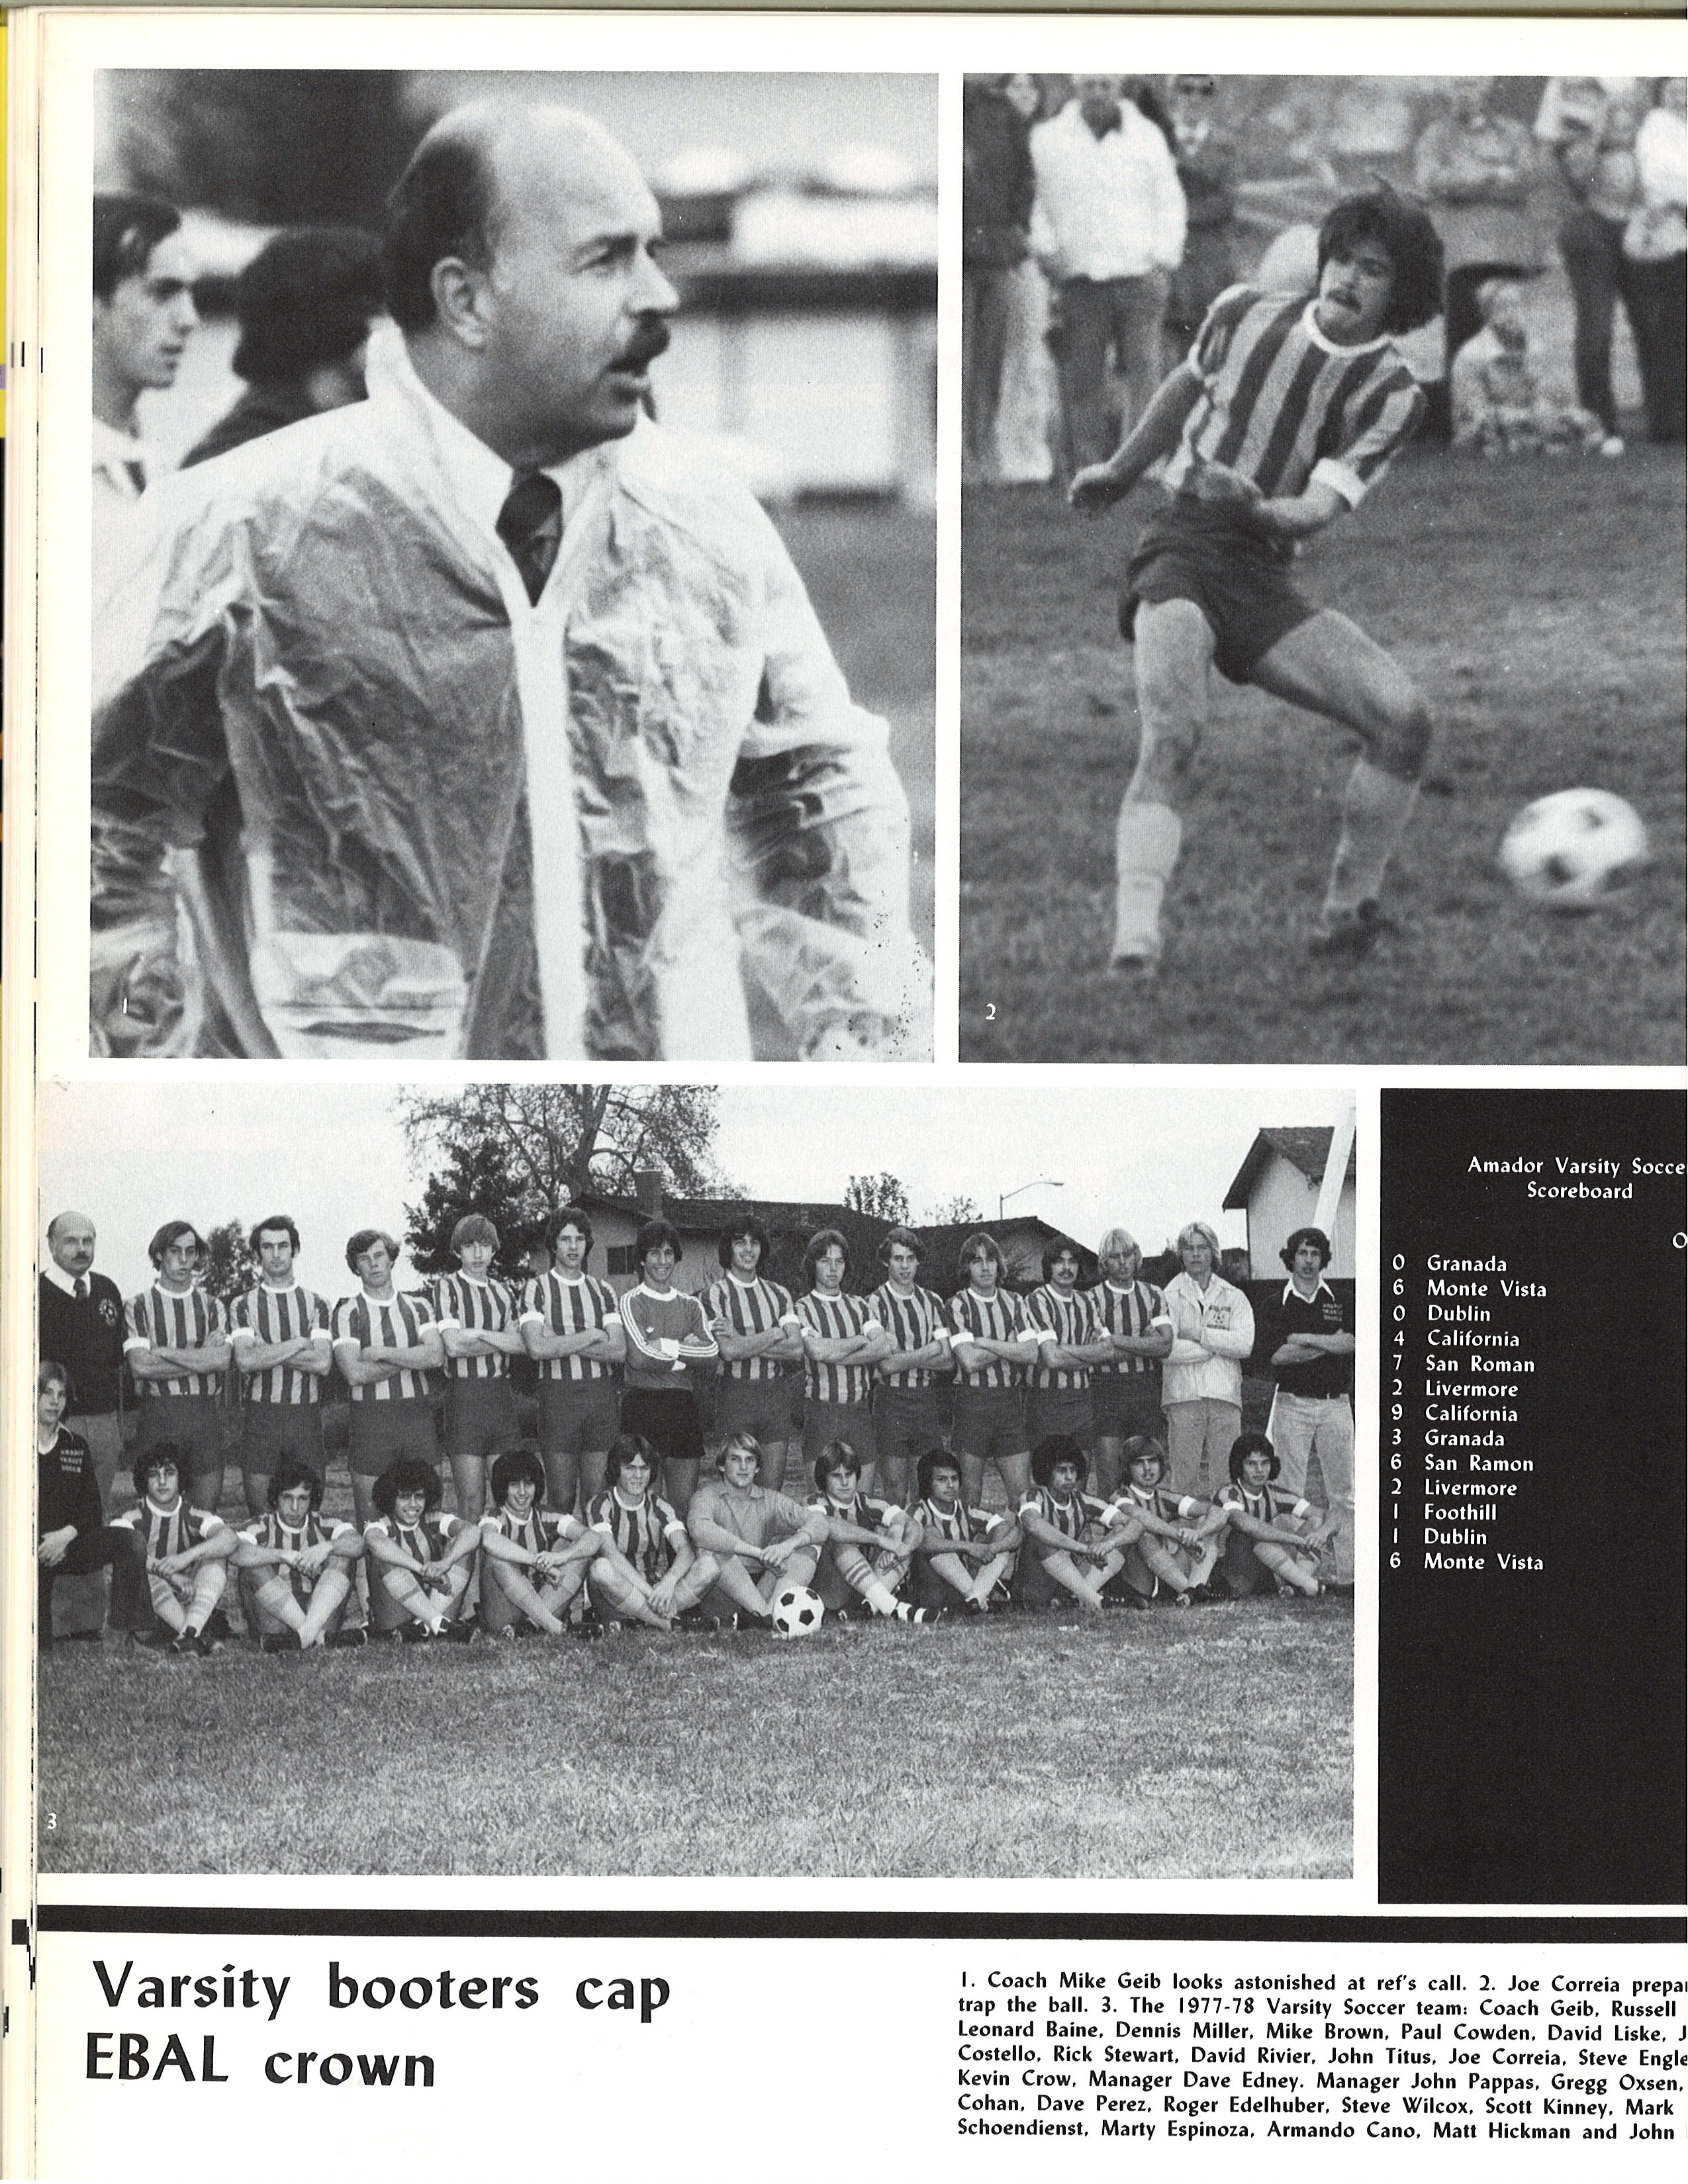 1
2
3
Amador Varsity Socce
Scoreboard
O
0 Granada
6 Monte Vista
0 Dublin
4 California
7 San Roman
2 Livermore
9 California
3 Granada
6 San Ramon
2 Livermore
1 Foothill
1 Dublin
6 Monte Vista
Varsity booters cap
EBAL crown
1. Coach Mike Geib looks astonished at ref's call. 2. Joe Correia prepa
trap the ball. 3. The 1977-78 Varsity Soccer team: Coach Geib, Russell
Leonard Baine, Dennis Miller, Mike Brown, Paul Cowden, David Liske, J
Costello, Rick Stewart, David Rivier, John Titus, Joe Correia, Steve Engle
Kevin Crow, Manager Dave Edney. Manager John Pappas, Gregg Oxsen,
Cohan, Dave Perez, Roger Edelhuber, Steve Wilcox, Scott Kinney, Mark
Schoendienst, Marty Espinoza, Armando Cano, Matt Hickman and John